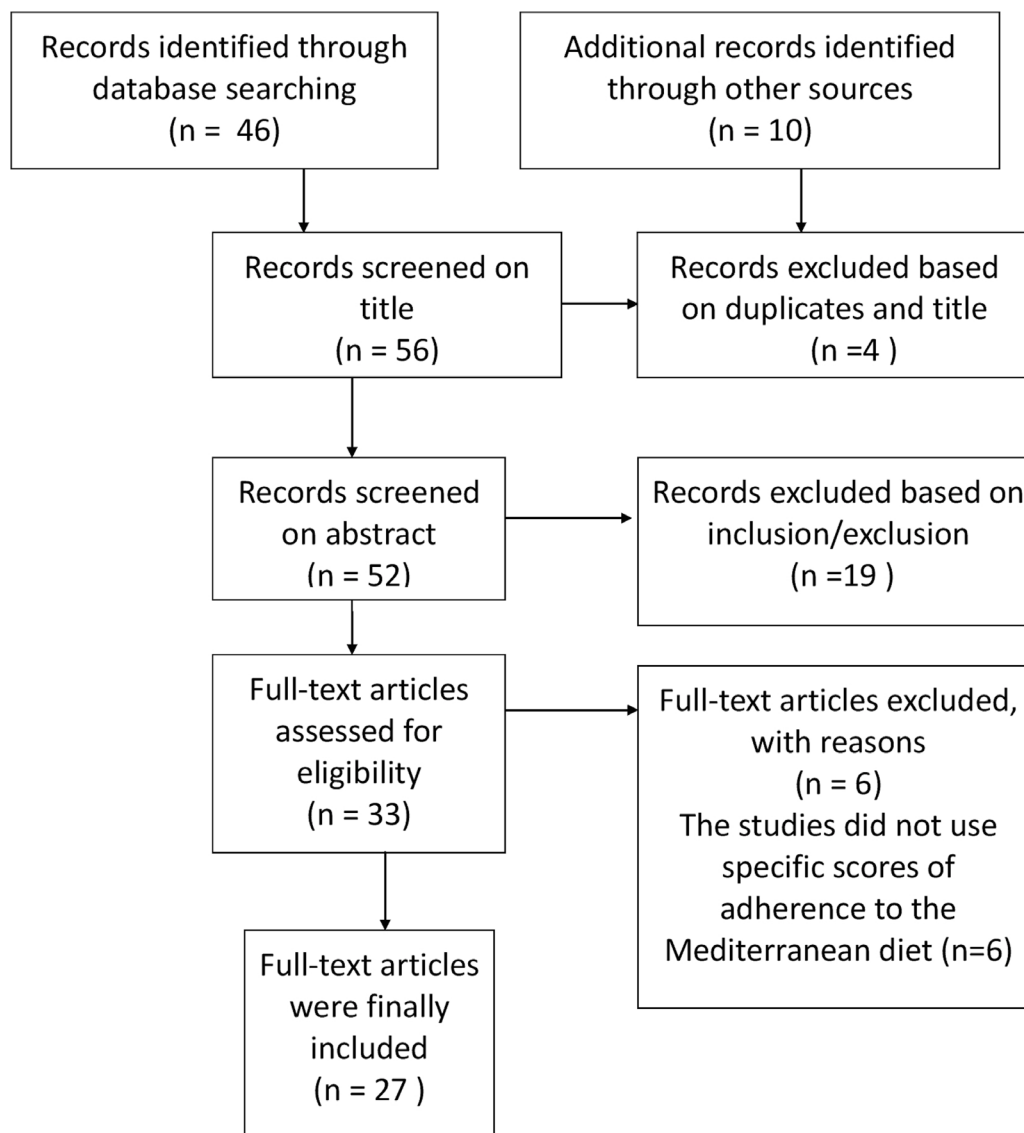 Records identified through
database searching
(n =  46)
Additional records identified
through other sources
(n = 10)
Records screened on
title
(n = 56)
Records excluded based
on duplicates and title
(n =4 )
Records screened
on abstract
(n = 52)
Records excluded based on
inclusion/exclusion
(n =19 )
Full-text articles
assessed for
eligibility
(n = 33)
Full-text articles excluded,
with reasons
(n = 6)
The studies did not use
specific scores of
adherence to the
Mediterranean diet (n=6)
Full-text articles
were finally
included
(n = 27 )